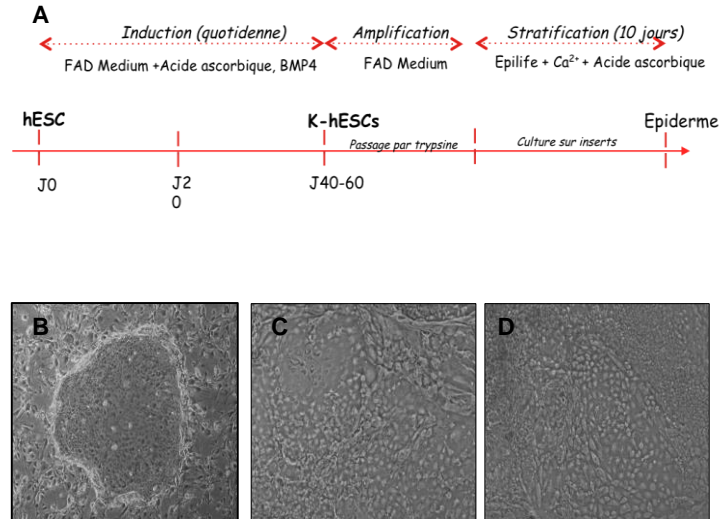 A
Induction (quotidenne) Amplification Stratification (10 jours)
FAD Medium +Acide ascorbique, BMP4 FAD Medium Epilife + Ca²⁺ + Acide ascorbique
hESC K-hESCs Epiderme
Passage par trypsine Culture sur inserts
J0 J2 J40-60
0
B C D